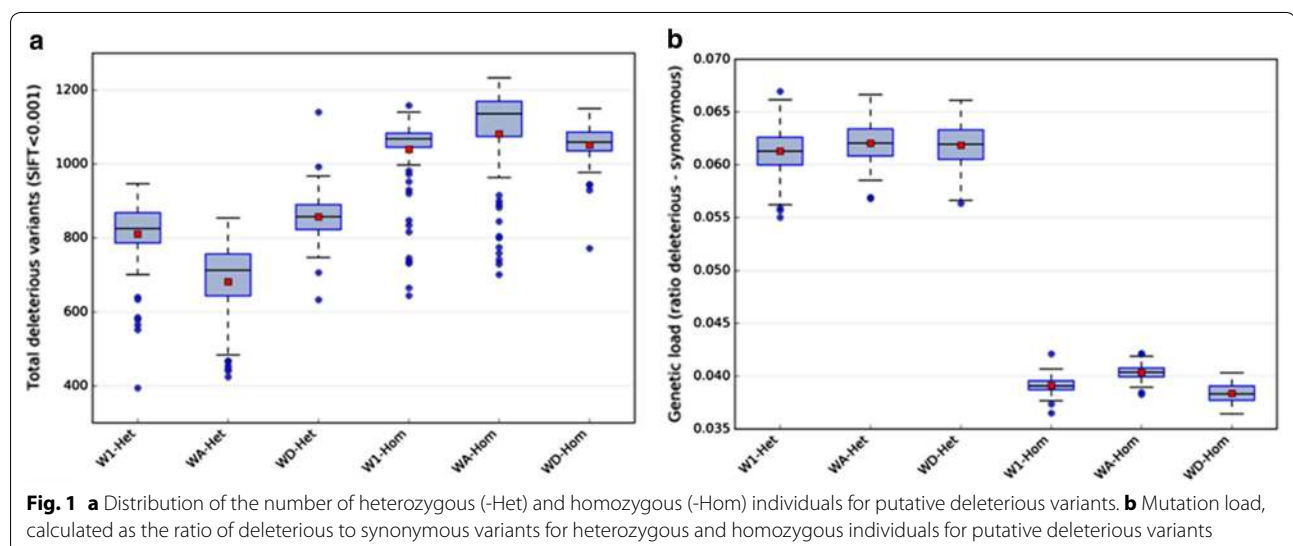 a
Total deleterious variants (SIFT<0.001)
1200
1000
800
600
400
W1-Het
WA-Het
WD-Het
W1-Hom
WA-Hom
WD-Hom
b
Genetic load (ratio deleterious - synonymous)
0.070
0.065
0.060
0.055
0.050
0.045
0.040
0.035
W1-Het
WA-Het
WD-Het
W1-Hom
WA-Hom
WD-Hom
Fig. 1 a Distribution of the number of heterozygous (-Het) and homozygous (-Hom) individuals for putative deleterious variants. b Mutation load,
calculated as the ratio of deleterious to synonymous variants for heterozygous and homozygous individuals for putative deleterious variants